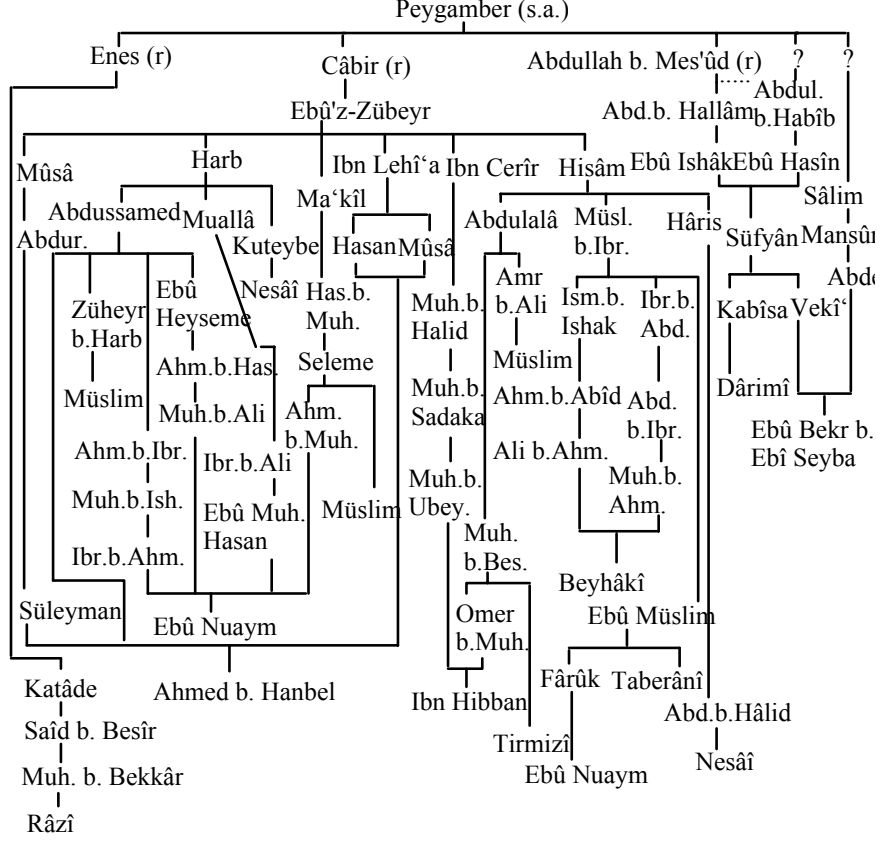 Peygamber (s.a.)
Enes (r)
Câbir (r)
Abdullah b. Mes'ûd (r)
?
?
.....
Abdul.
b.Habîb
Ebû'z-Zübeyr
Abd.b. Hallâm
Mûsâ
Harb
Ibn Lehî‘a
Ibn Cerîr
Hisâm
Ebû Ishâk
Ebû Hasîn
Ma‘kîl
Sâlim
Abdur.
Abdussamed
Muallâ
Kuteybe
Hasan
Mûsâ
Abdulalâ
Müsl.
b.Ibr.
Hâris
Süfyân
Mansûr
Nesâî
Züheyr
b.Harb
Ebû
Heyseme
Has.b.
Muh.
Muh.b.
Halid
Amr
b.Ali
Ism.b.
Ishak
Ibr.b.
Abd.
Kabîsa
Vekî‘
Abde
Müslim
Ahm.b.Has.
Seleme
Müslim
Muh.b.Ali
Ahm.
b.Muh.
Muh.b.
Sadaka
Ahm.b.Abîd
Abd.
b.Ibr.
Dârimî
Ebû Bekr b.
Ebî Seyba
Ahm.b.Ibr.
Ibr.b.Ali
Ali b.Ahm.
Muh.b.Ish.
Ebû Muh.
Hasan
Müslim
Muh.b.
Ubey.
Muh.b.
Ahm.
Ibr.b.Ahm.
Muh.
b.Bes.
Beyhâkî
Süleyman
Ebû Nuaym
Omer
b.Muh.
Ebû Müslim
Katâde
Ahmed b. Hanbel
Ibn Hibban
Fârûk
Taberânî
Saîd b. Besîr
Tirmizî
Abd.b.Hâlid
Muh. b. Bekkâr
Ebû Nuaym
Nesâî
Râzî